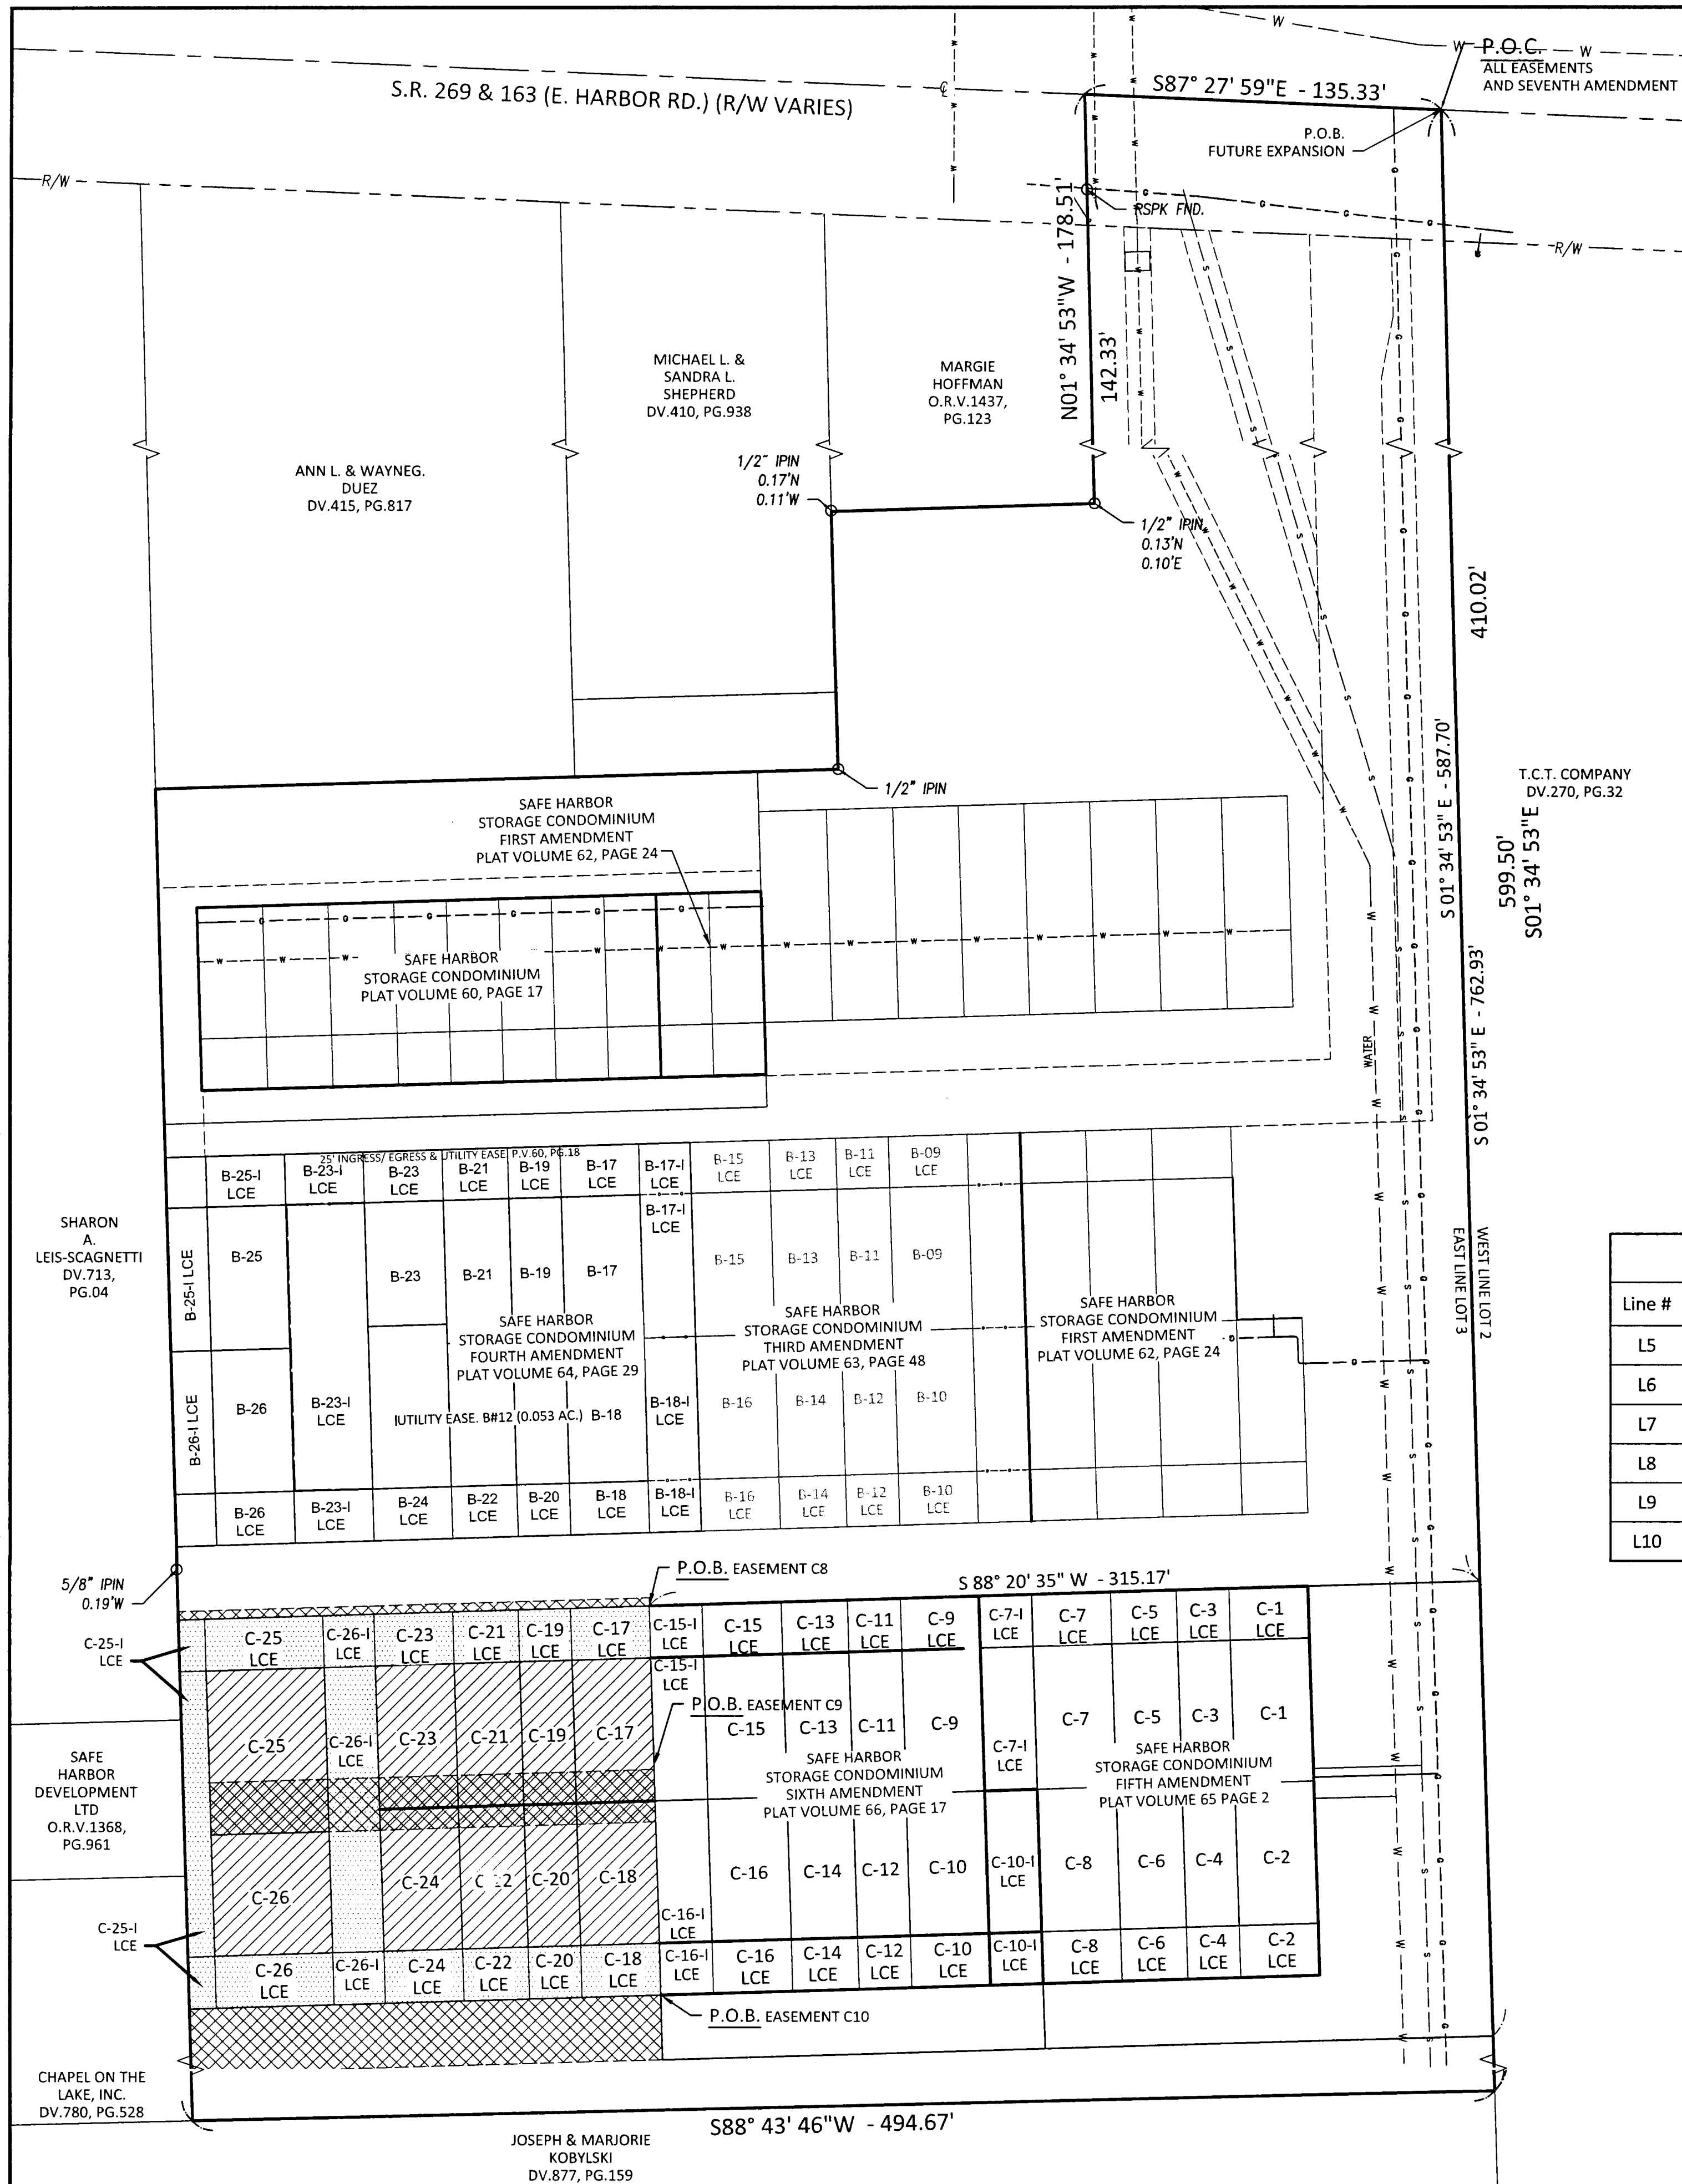 W
W
W
P.O.C.
ALL EASEMENTS
AND SEVENTH AMENDMENT
S.R. 269 & 163 (E. HARBOR RD.) (R/W VARIES)
S87° 27' 59"E - 135.33'
P.O.B.
FUTURE EXPANSION
R/W
RSPK FND.
R/W
N01° 34' 53"W - 178.51'
142.33'
MICHAEL L. &
SANDRA L.
SHEPHERD
DV.410, PG.938
MARGIE
HOFFMAN
O.R.V.1437,
PG.123
ANN L. & WAYNEG.
DUEZ
DV.415, PG.817
1/2" IPIN
0.17'N
0.11'W
1/2" IPIN
0.13'N
0.10'E
410.02'
1/2" IPIN
S 01° 34' 53" E - 587.70'
T.C.T. COMPANY
DV.270, PG.32
599.50'
S01° 34' 53"E
SAFE HARBOR
STORAGE CONDOMINIUM
FIRST AMENDMENT
PLAT VOLUME 62, PAGE 24
SAFE HARBOR
STORAGE CONDOMINIUM
PLAT VOLUME 60, PAGE 17
S 01° 34' 53" E - 762.93'
WATER
25' INGRESS/ EGRESS & UTILITY EASE. P.V.60, PG.18
B-25-I
LCE
B-23-I
LCE
B-23
LCE
B-21
LCE
B-19
LCE
B-17
LCE
B-17-I
LCE
B-15
LCE
B-13
LCE
B-11
LCE
B-09
LCE
SHARON
A.
LEIS-SCAGNETTI
DV.713,
PG.04
B-25-I LCE
B-25
B-23
B-21
B-19
B-17
B-17-I
LCE
B-15
B-13
B-11
B-09
WEST LINE LOT 2
EAST LINE LOT 3
SAFE HARBOR
STORAGE CONDOMINIUM
FOURTH AMENDMENT
PLAT VOLUME 64, PAGE 29
SAFE HARBOR
STORAGE CONDOMINIUM
THIRD AMENDMENT
PLAT VOLUME 63, PAGE 48
SAFE HARBOR
STORAGE CONDOMINIUM
FIRST AMENDMENT
PLAT VOLUME 62, PAGE 24
Line #
L5
L6
L7
L8
L9
L10
B-26-I LCE
B-26
B-23-I
LCE
UTILITY EASE. B#12 (0.053 AC.) B-18
B-18-I
LCE
B-16
B-14
B-12
B-10
B-26
LCE
B-23-I
LCE
B-24
LCE
B-22
LCE
B-20
LCE
B-18
LCE
B-18-I
LCE
B-16
LCE
B-14
LCE
B-12
LCE
B-10
LCE
5/8" IPIN
0.19'W
P.O.B. EASEMENT C8
S 88° 20' 35" W - 315.17'
C-25-I
LCE
C-25
LCE
C-26-I
LCE
C-23
LCE
C-21
LCE
C-19
LCE
C-17
LCE
C-15-I
LCE
C-15
LCE
C-13
LCE
C-11
LCE
C-9
LCE
C-7-I
LCE
C-7
LCE
C-5
LCE
C-3
LCE
C-1
LCE
C-15-I
LCE
P.O.B. EASEMENT C9
C-25
C-26-I
LCE
C-23
C-21
C-19
C-17
C-15
C-13
C-11
C-9
C-7-I
LCE
C-7
C-5
C-3
C-1
SAFE
HARBOR
DEVELOPMENT
LTD
O.R.V.1368,
PG.961
SAFE HARBOR
STORAGE CONDOMINIUM
SIXTH AMENDMENT
PLAT VOLUME 66, PAGE 17
SAFE HARBOR
STORAGE CONDOMINIUM
FIFTH AMENDMENT
PLAT VOLUME 65 PAGE 2
C-26
C-24
C-20
C-18
C-16-I
LCE
C-16
C-14
C-12
C-10
C-10-I
LCE
C-8
C-6
C-4
C-2
C-25-I
LCE
C-26
LCE
C-26-I
LCE
C-24
LCE
C-22
LCE
C-20
LCE
C-18
LCE
C-16-I
LCE
C-16
LCE
C-14
LCE
C-12
LCE
C-10
LCE
C-10-I
LCE
C-8
LCE
C-6
LCE
C-4
LCE
C-2
LCE
P.O.B. EASEMENT C10
CHAPEL ON THE
LAKE, INC.
DV.780, PG.528
S88° 43' 46"W - 494.67'
JOSEPH & MARJORIE
KOBYLSKI
DV.877, PG.159